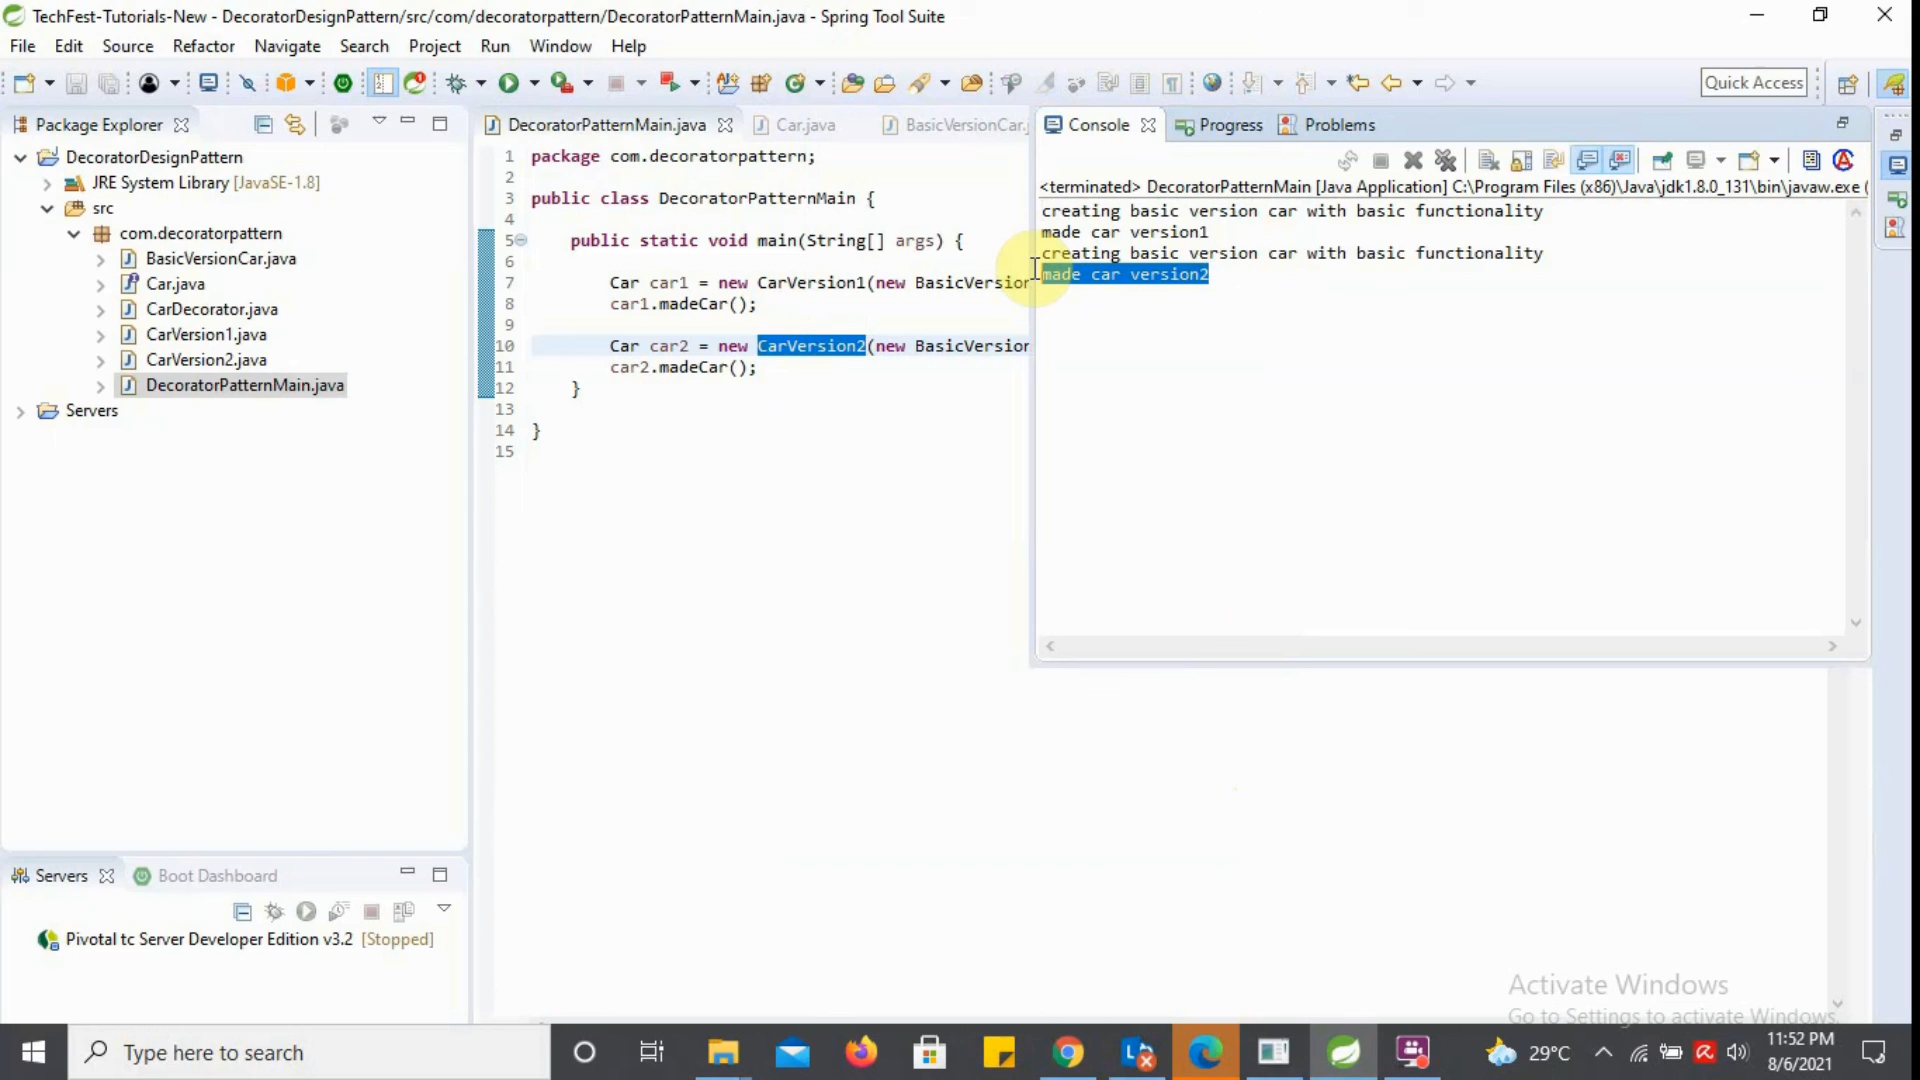 TechFest-Tutorials-New - DecoratorDesignPattern/src/com/decoratorpattern/DecoratorPatternMain.java - Spring Tool Suite
File Edit Source Refactor Navigate Search Project Run Window Help
Quick Access
Package Explorer
DecoratorDesignPattern
JRE System Library [JavaSE-1.8]
src
com.decoratorpattern
BasicVersionCar.java
Car.java
CarDecorator.java
CarVersion1.java
CarVersion2.java
DecoratorPatternMain.java
Servers
DecoratorPatternMain.java Car.java BasicVersionCar.j
1 package com.decoratorpattern;
2
3 public class DecoratorPatternMain {
4
5 public static void main(String[] args) {
6
7 Car car1 = new CarVersion1(new BasicVersion
8 car1.madeCar();
9
10 Car car2 = new CarVersion2(new BasicVersion
11 car2.madeCar();
12 }
13
14 }
15
Console Progress Problems
<terminated> DecoratorPatternMain [Java Application] C:\Program Files (x86)\Java\jdk1.8.0_131\bin\javaw.exe (
creating basic version car with basic functionality
made car version1
creating basic version car with basic functionality
made car version2
Servers Boot Dashboard
Pivotal tc Server Developer Edition v3.2 [Stopped]
Activate Windows
Go to Settings to activate Windows.
Type here to search
29°C
11:52 PM
8/6/2021